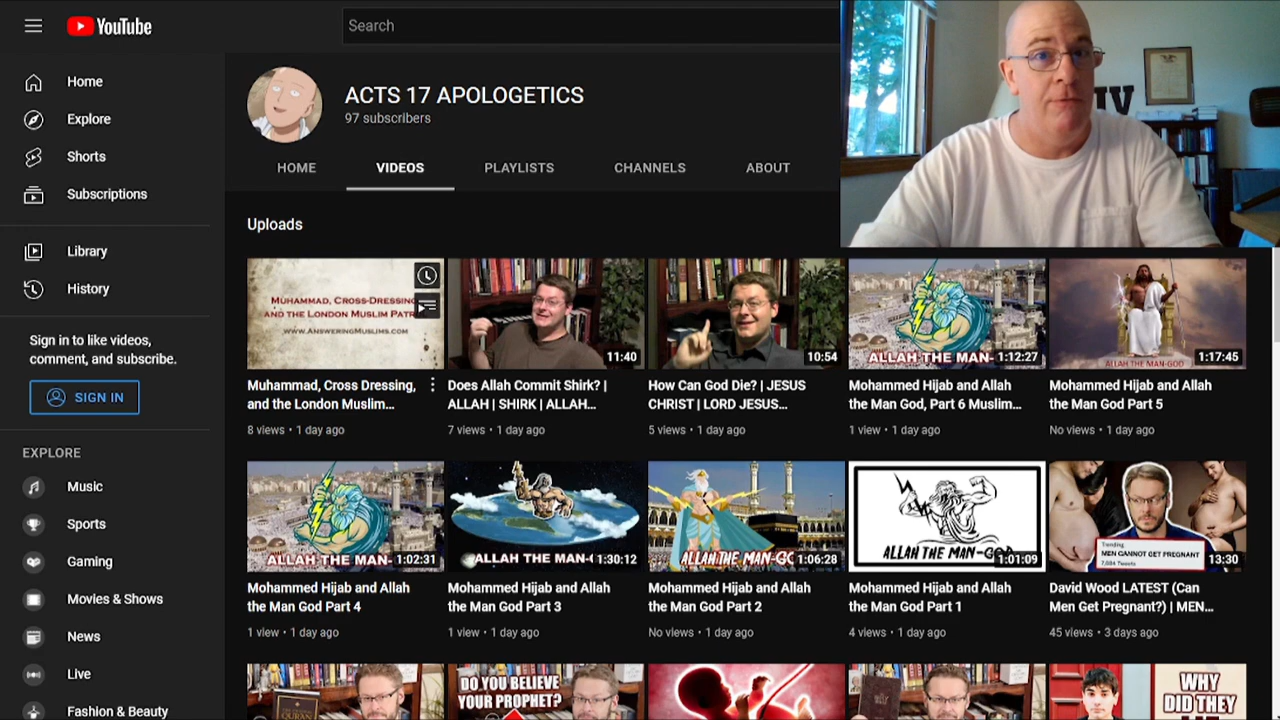 YouTube
Search
Home
Explore
Shorts
Subscriptions
Library
History
Sign in to like videos,
comment, and subscribe.
SIGN IN
EXPLORE
Music
Sports
Gaming
Movies & Shows
News
Live
Fashion & Beauty
ACTS 17 APOLOGETICS
97 subscribers
HOME VIDEOS PLAYLISTS CHANNELS ABOUT
IV
Uploads
MUHAMMAD, CROSS-DRESSING
AND THE LONDON MUSLIM PATR
WWW.ANSWERINGMUSLIMS.COM
11:40
10:54
ALLAH THE MAN- 1:12:27
ALLAH THE MAN-GOD 1:17:45
Muhammad, Cross Dressing,
and the London Muslim...
8 views • 1 day ago
Does Allah Commit Shirk? |
ALLAH | SHIRK | ALLAH...
7 views • 1 day ago
How Can God Die? | JESUS
CHRIST | LORD JESUS...
5 views • 1 day ago
Mohammed Hijab and Allah
the Man God, Part 6 Muslim...
1 view • 1 day ago
Mohammed Hijab and Allah
the Man God Part 5
No views • 1 day ago
ALLAH THE MAN- 1:02:31
ALLAH THE MAN-( 1:30:12
ALLAH THE MAN-GO 1:06:28
ALLAH THE MAN-GOD 1:01:09
Trending
MEN CANNOT GET PREGNANT
7,884 Tweets
13:30
Mohammed Hijab and Allah
the Man God Part 4
1 view • 1 day ago
Mohammed Hijab and Allah
the Man God Part 3
1 view • 1 day ago
Mohammed Hijab and Allah
the Man God Part 2
No views • 1 day ago
Mohammed Hijab and Allah
the Man God Part 1
4 views • 1 day ago
David Wood LATEST (Can
Men Get Pregnant?) | MEN...
45 views • 3 days ago
QURAN
DO YOU BELIEVE
YOUR PROPHET?
WHY
DID THEY